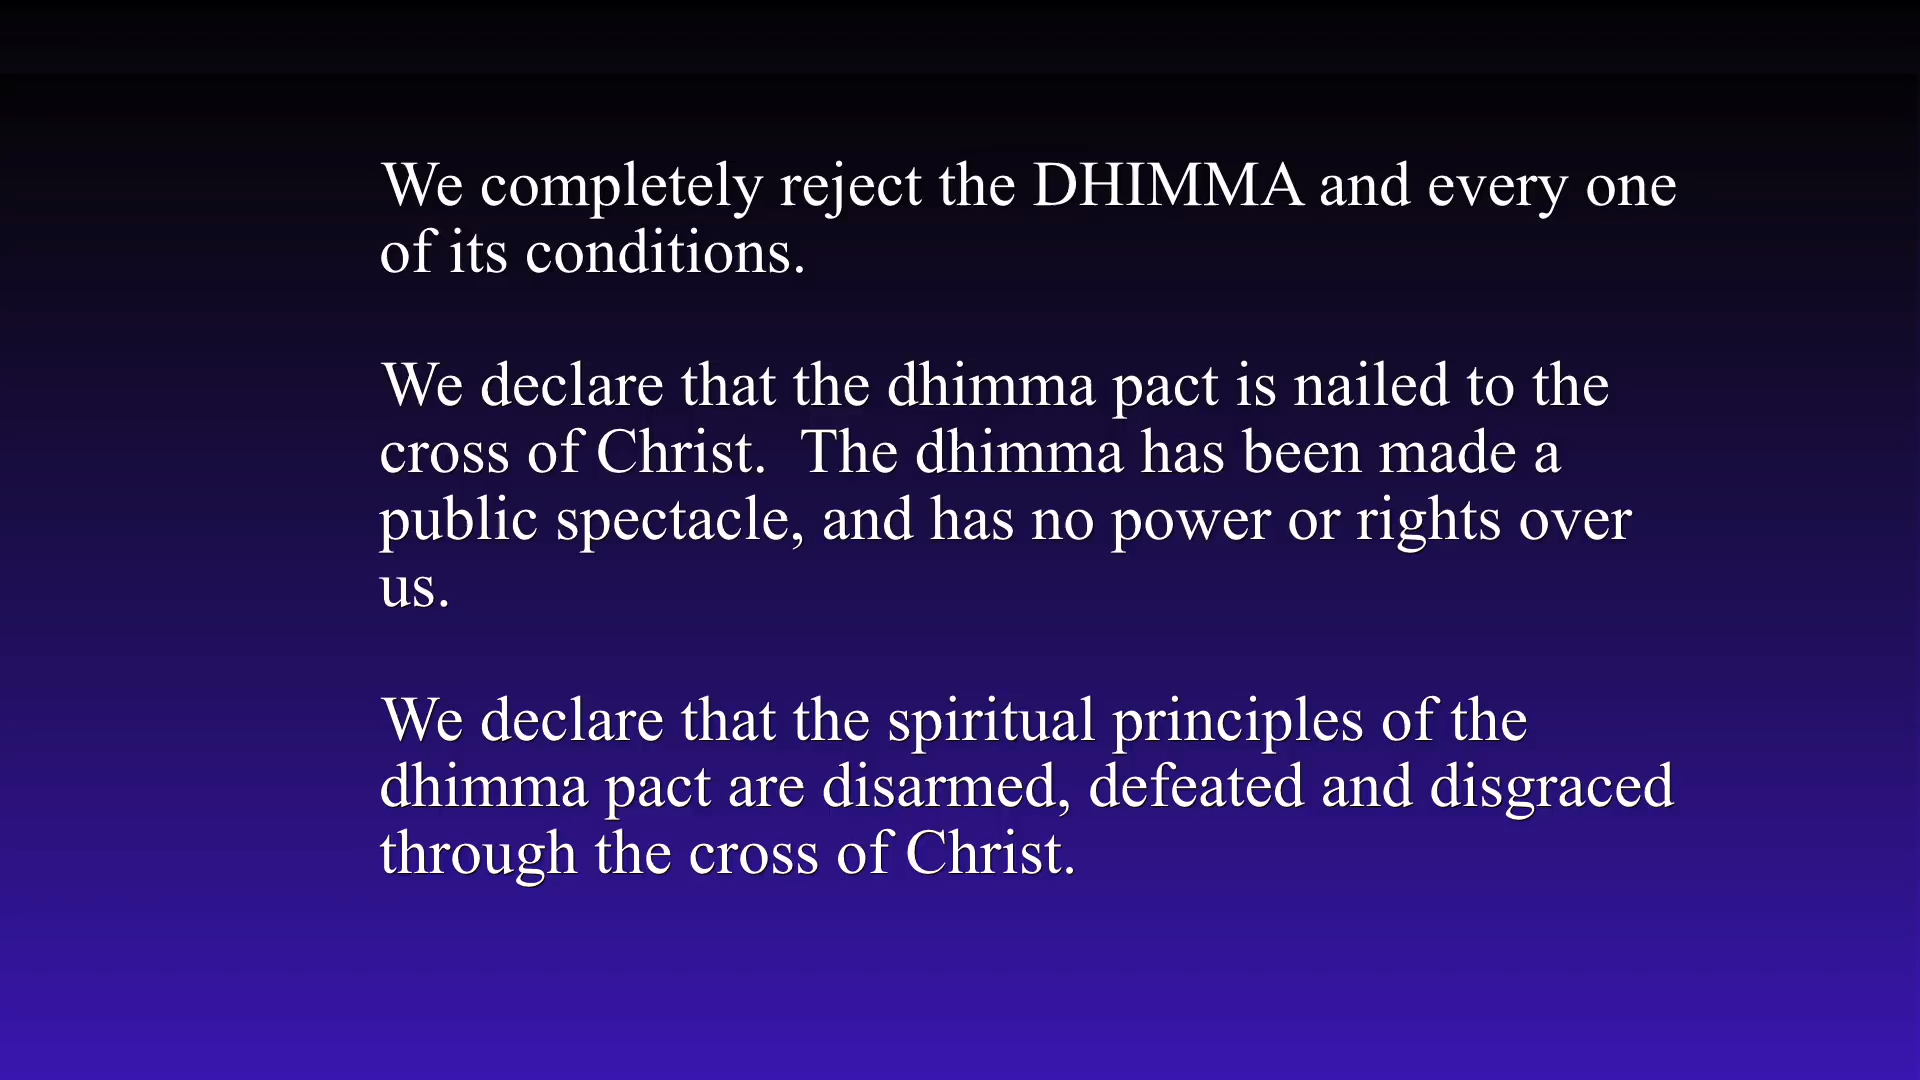 We completely reject the DHIMMA and every one
of its conditions.
We declare that the dhimma pact is nailed to the
cross of Christ.  The dhimma has been made a
public spectacle, and has no power or rights over
us.
We declare that the spiritual principles of the
dhimma pact are disarmed, defeated and disgraced
through the cross of Christ.